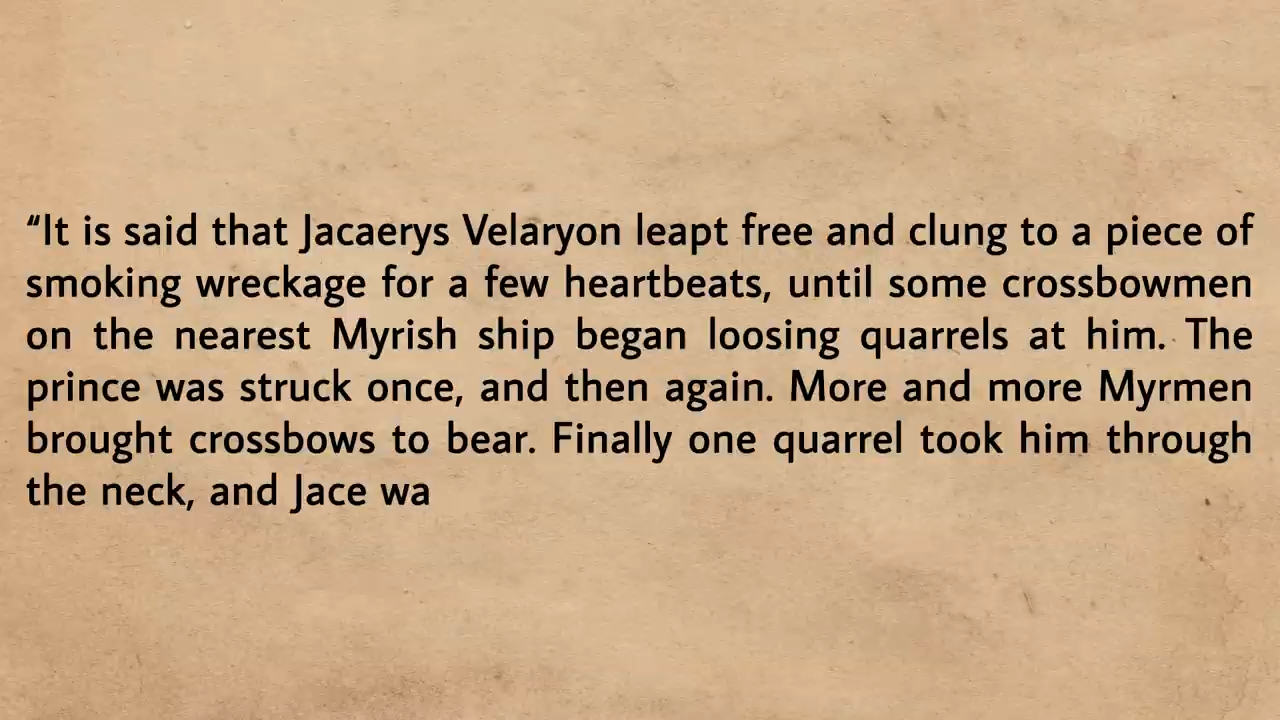 “It is said that Jacaerys Velaryon leapt free and clung to a piece of
smoking wreckage for a few heartbeats, until some crossbowmen
on the nearest Myrish ship began loosing quarrels at him. The
prince was struck once, and then again. More and more Myrmen
brought crossbows to bear. Finally one quarrel took him through
the neck, and Jace wa